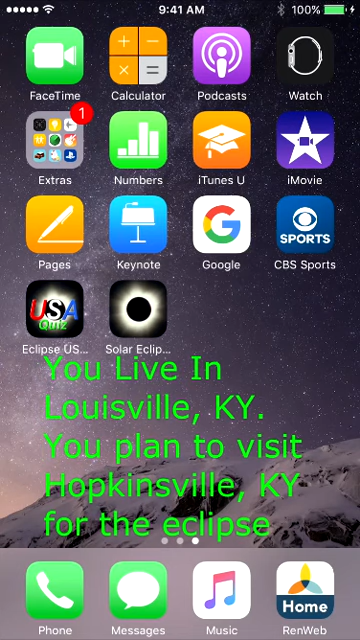 9:41 AM
100%
FaceTime
Calculator
Podcasts
Watch
1
Extras
Numbers
iTunes U
iMovie
Pages
Keynote
Google
SPORTS
CBS Sports
USA
Quiz
Eclipse US...
Solar Eclip...
You Live In
Louisville, KY.
You plan to visit
Hopkinsville, KY
for the eclipse
Phone
Messages
Music
Home
RenWeb